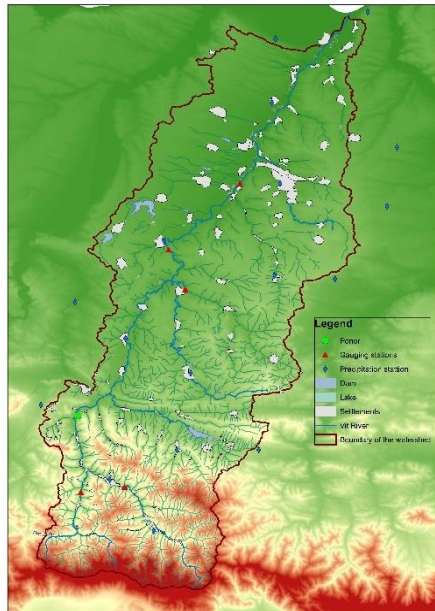 Legend
Ponor
Gauging stations
Precipitation station
Dam
Lake
Settlements
Vit River
Boundary of the watershed